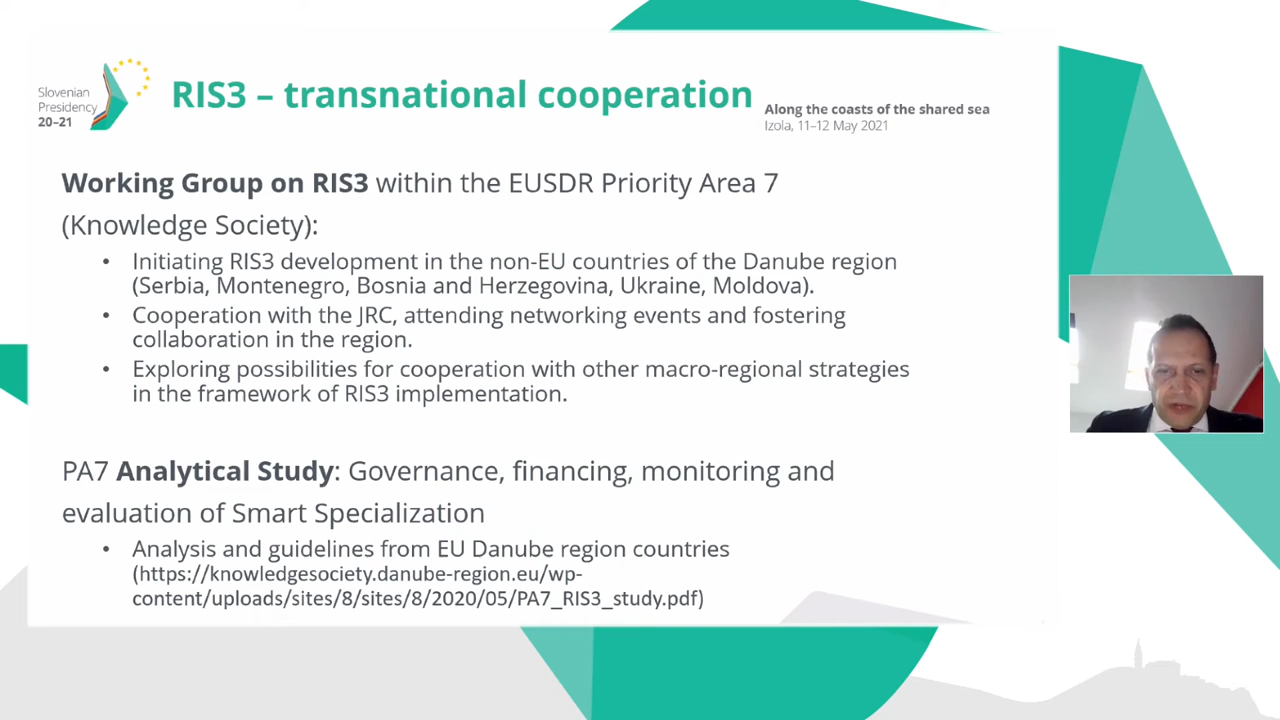 Slovenian
Presidency
20–21
RIS3 – transnational cooperation
Along the coasts of the shared sea
Izola, 11–12 May 2021
Working Group on RIS3 within the EUSDR Priority Area 7
(Knowledge Society):
• Initiating RIS3 development in the non-EU countries of the Danube region
(Serbia, Montenegro, Bosnia and Herzegovina, Ukraine, Moldova).
• Cooperation with the JRC, attending networking events and fostering
collaboration in the region.
• Exploring possibilities for cooperation with other macro-regional strategies
in the framework of RIS3 implementation.
PA7 Analytical Study: Governance, financing, monitoring and
evaluation of Smart Specialization
• Analysis and guidelines from EU Danube region countries
(https://knowledgesociety.danube-region.eu/wp-
content/uploads/sites/8/sites/8/2020/05/PA7_RIS3_study.pdf)